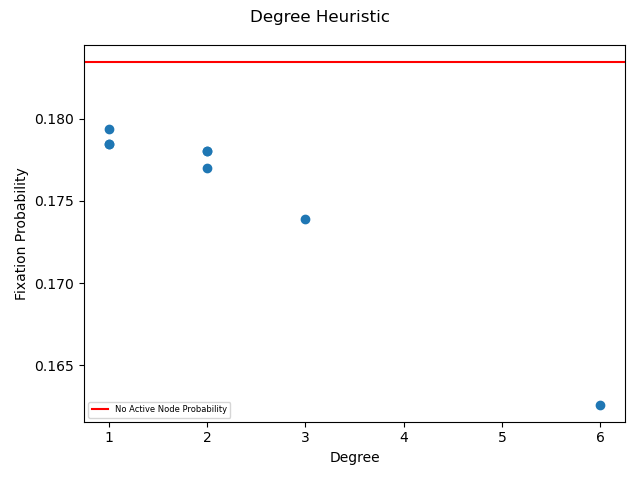 Degree Heuristic
Fixation Probability
0.180
0.175
0.170
0.165
No Active Node Probability
1 2 3 4 5 6
Degree